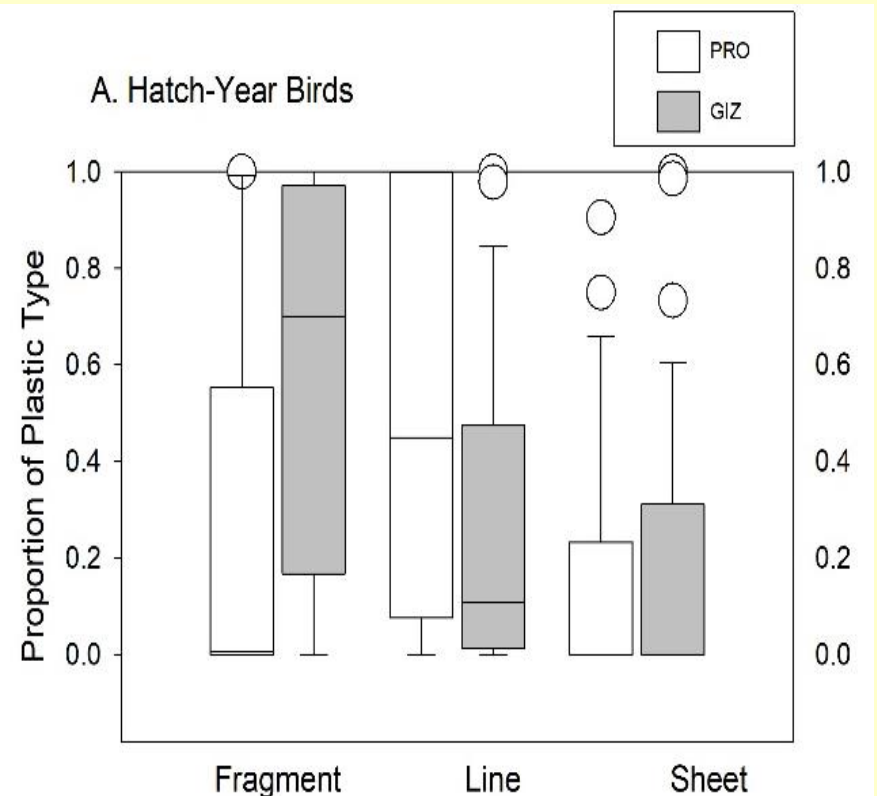 PRO
GIZ
A. Hatch-Year Birds
1.0 1.0
0.8 0.8
0.6 0.6
0.4 0.4
0.2 0.2
0.0 0.0
Proportion of Plastic Type
Fragment Line Sheet